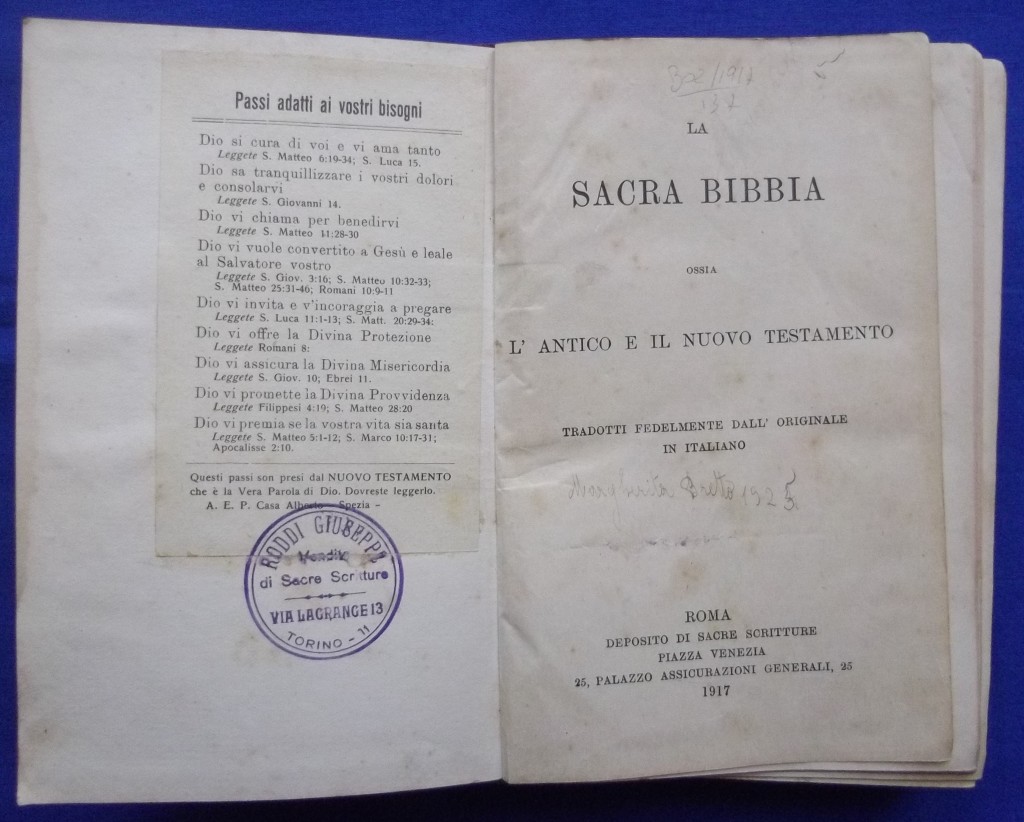 Passi adatti ai vostri bisogni
Dio si cura di voi e vi ama tanto
Leggete S. Matteo 6:19-34; S. Luca 15.
Dio sa tranquillizzare i vostri dolori
e consolarvi
Leggete S. Giovanni 14.
Dio vi chiama per benedirvi
Leggete S. Matteo 11:28-30
Dio vi vuole convertito a Gesù e leale
al Salvatore vostro
Leggete S. Giov. 3:16; S. Matteo 10:32-33;
S. Matteo 25:31-46; Romani 10:9-11
Dio vi invita e v'incoraggia a pregare
Leggete S. Luca 11:1-13; S. Matt. 20:29-34:
Dio vi offre la Divina Protezione
Leggete Romani 8:
Dio vi assicura la Divina Misericordia
Leggete S. Giov. 10; Ebrei 11.
Dio vi promette la Divina Provvidenza
Leggete Filippesi 4:19; S. Matteo 28:20
Dio vi premia se la vostra vita sia santa
Leggete S. Matteo 5:1-12; S. Marco 10:17-31;
Apocalisse 2:10.
Questi passi son presi dal NUOVO TESTAMENTO
che è la Vera Parola di Dio. Dovreste leggerlo.
A. E. P. Casa Alberto - Spezia -
RODDI GIUSEPPE
Vendita
di Sacre Scritture
VIA LAGRANGE 13
TORINO - 11
LA
SACRA BIBBIA
OSSIA
L' ANTICO E IL NUOVO TESTAMENTO
TRADOTTI FEDELMENTE DALL' ORIGINALE
IN ITALIANO
Margherita Bretto 1925
ROMA
DEPOSITO DI SACRE SCRITTURE
PIAZZA VENEZIA
25, PALAZZO ASSICURAZIONI GENERALI, 25
1917